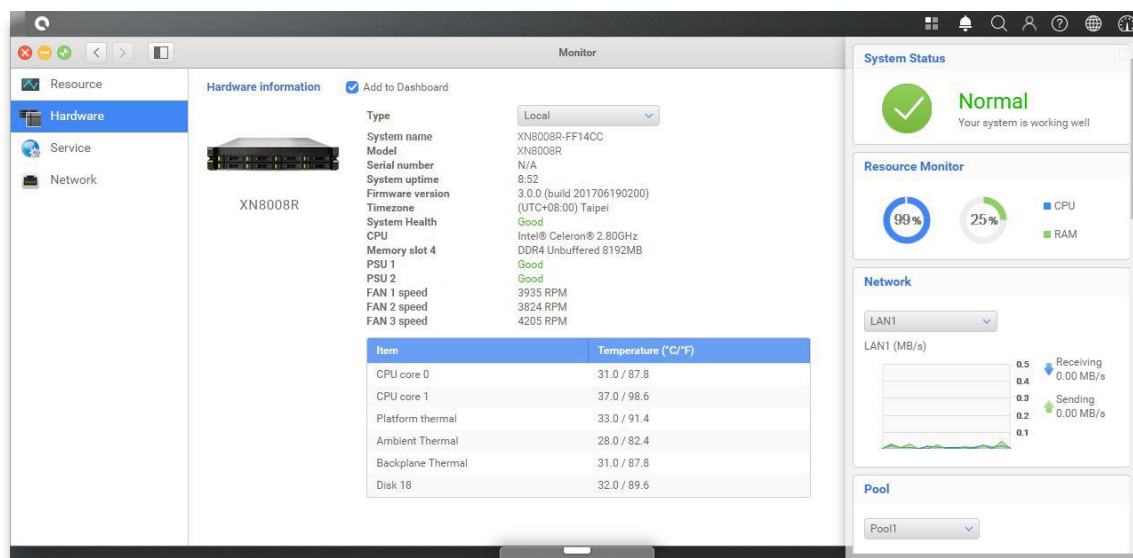 Monitor
Resource
Hardware
Service
Network
Hardware information
Add to Dashboard
XN8008R
Type Local
System name XN8008R-FF14CC
Model XN8008R
Serial number N/A
System uptime 8:52
Firmware version 3.0.0 (build 201706190200)
Timezone (UTC+08:00) Taipei
System Health Good
CPU Intel® Celeron® 2.80GHz
Memory slot 4 DDR4 Unbuffered 8192MB
PSU 1 Good
PSU 2 Good
FAN 1 speed 3935 RPM
FAN 2 speed 3824 RPM
FAN 3 speed 4205 RPM
Item Temperature (°C/°F)
CPU core 0 31.0 / 87.8
CPU core 1 37.0 / 98.6
Platform thermal 33.0 / 91.4
Ambient Thermal 28.0 / 82.4
Backplane Thermal 31.0 / 87.8
Disk 18 32.0 / 89.6
System Status
Normal
Your system is working well
Resource Monitor
99%
25%
CPU
RAM
Network
LAN1
LAN1 (MB/s)
0.5
0.4
0.3
0.2
0.1
Receiving
0.00 MB/s
Sending
0.00 MB/s
Pool
Pool1